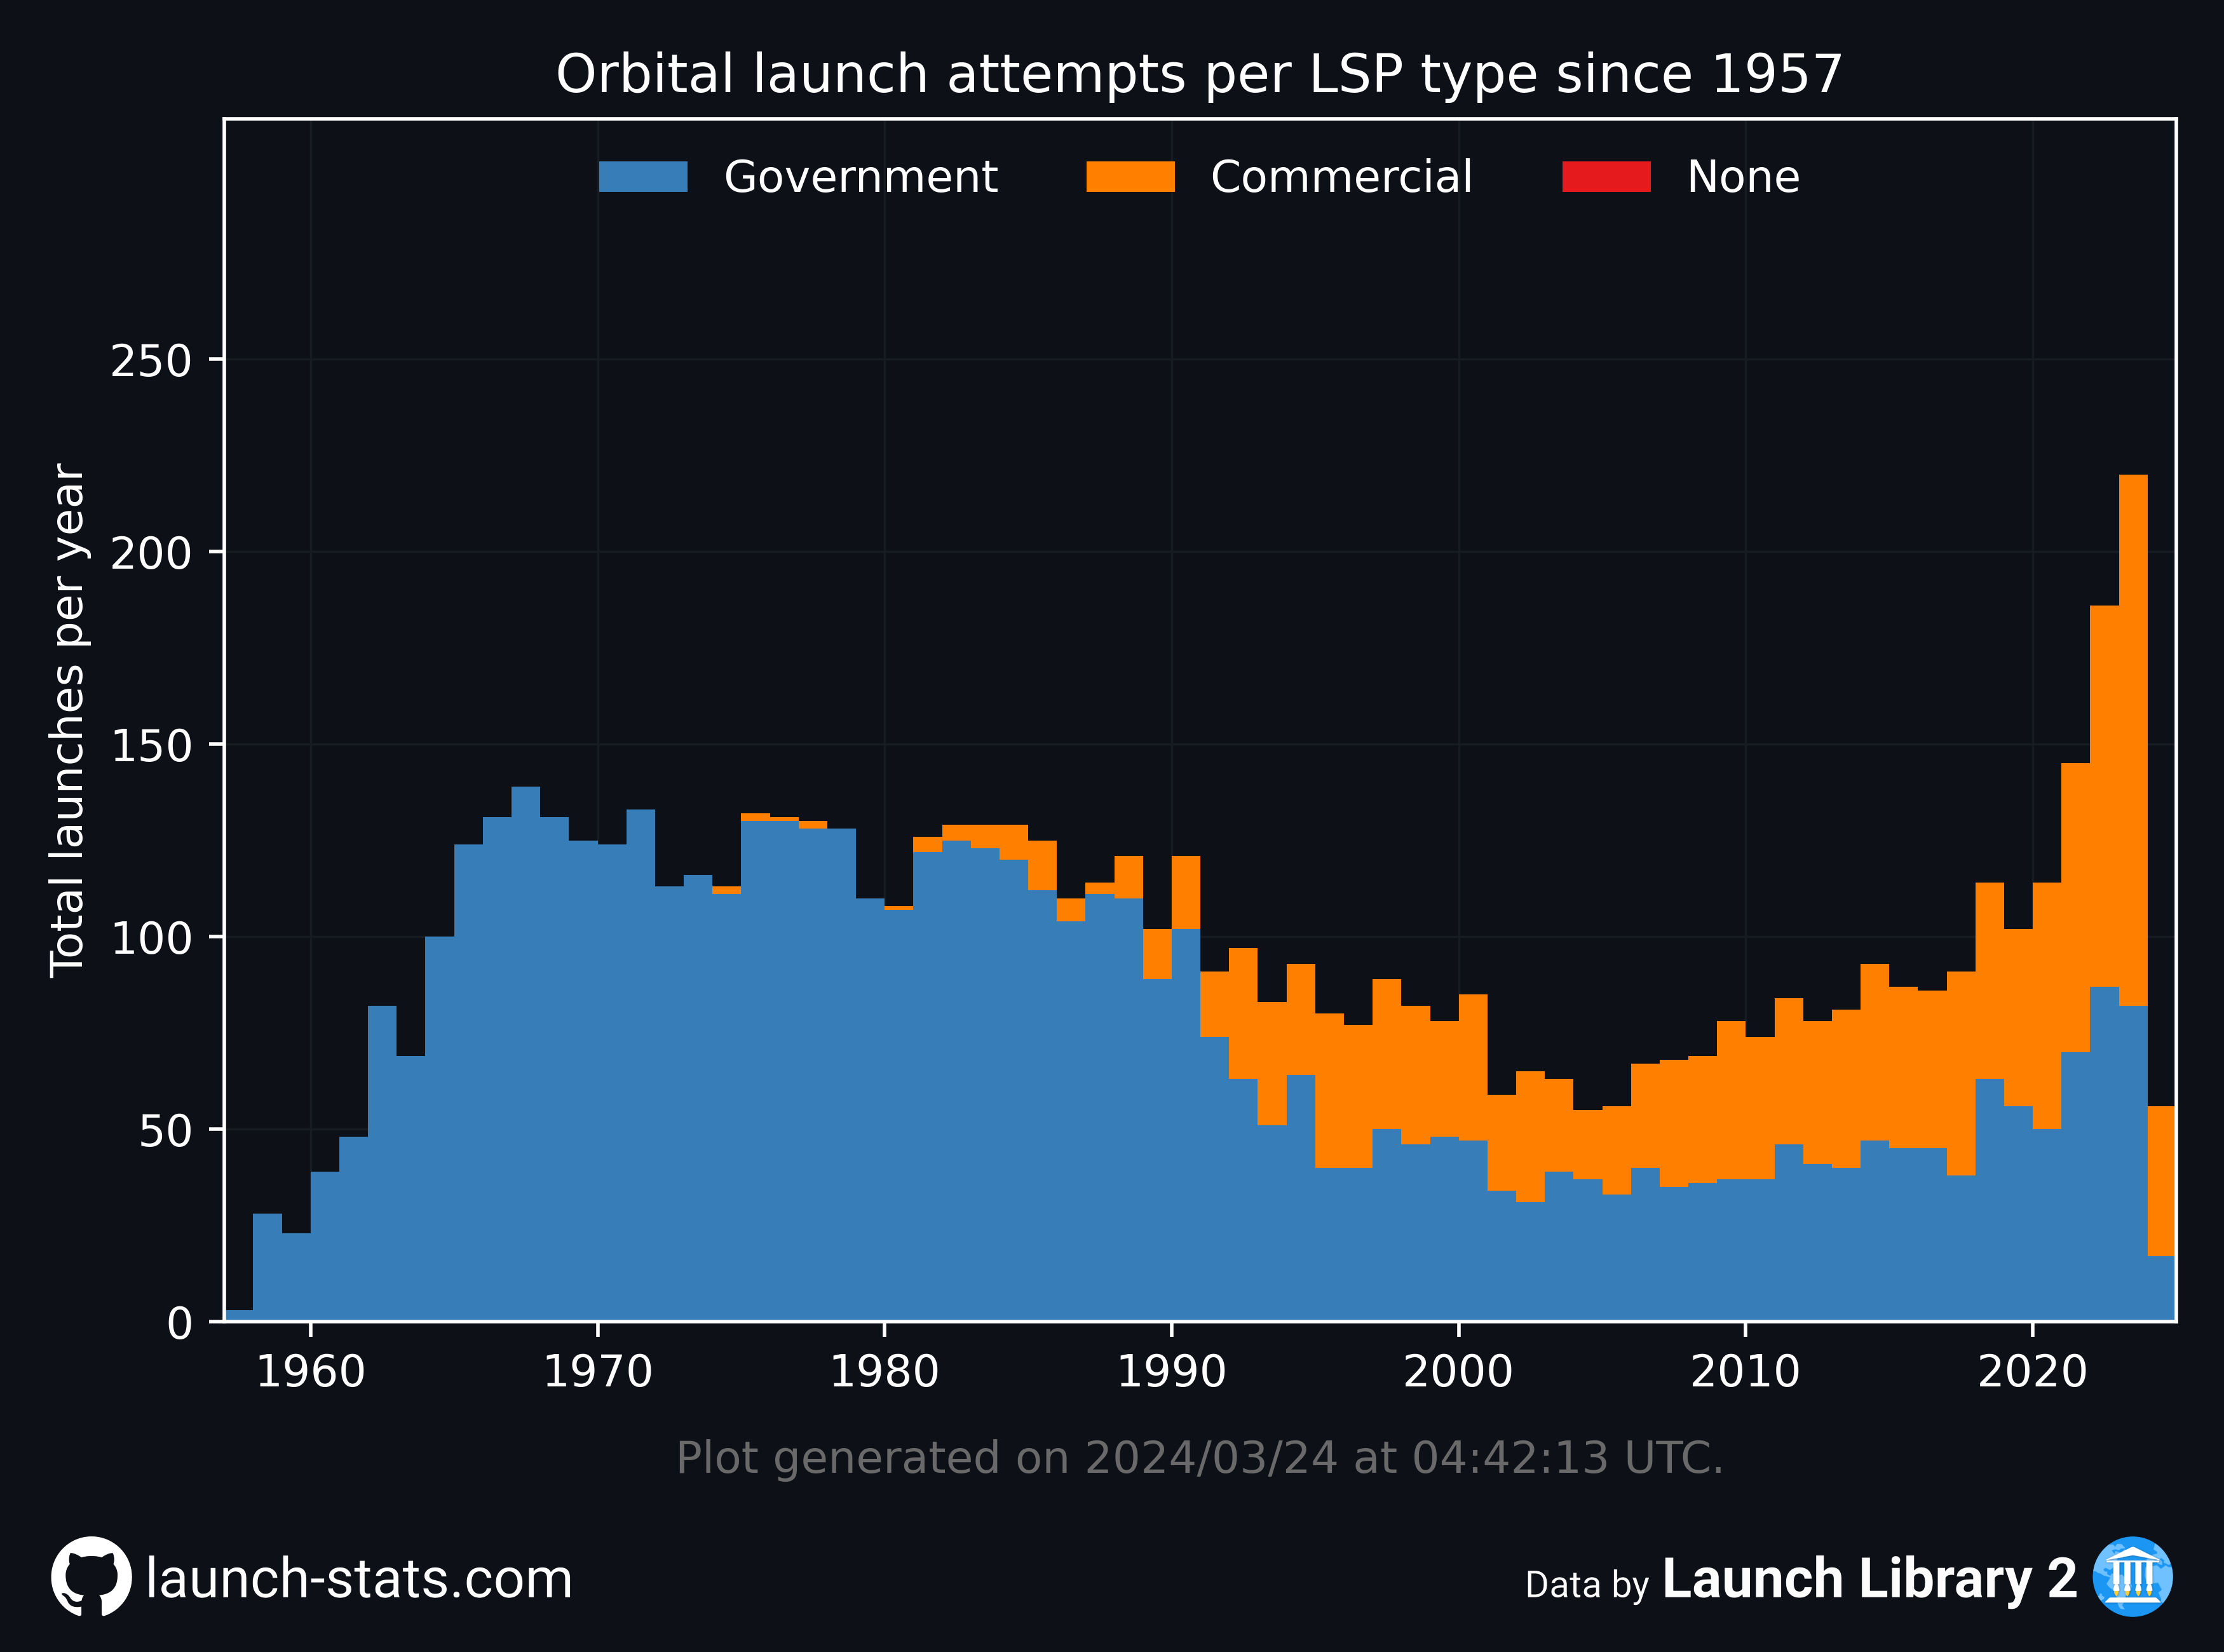 Orbital launch attempts per LSP type since 1957
Government Commercial None
Total launches per year
250
200
150
100
50
0
1960 1970 1980 1990 2000 2010 2020
Plot generated on 2024/03/24 at 04:42:13 UTC.
launch-stats.com
Data by Launch Library 2